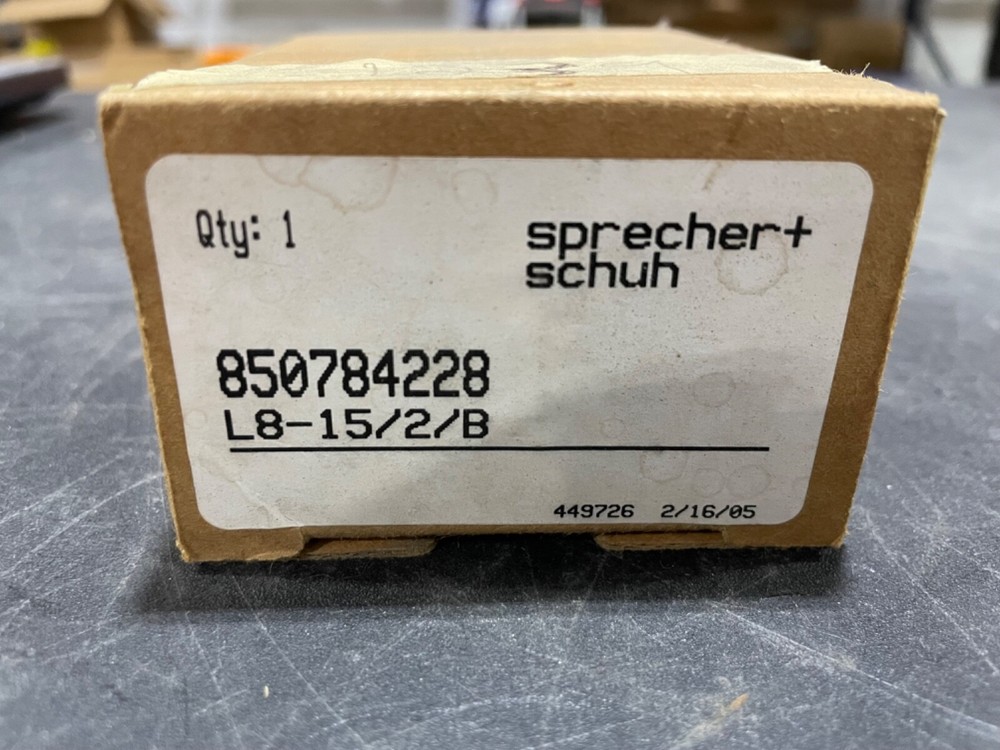 Qty: 1
sprecher+
schuh
850784228
L8-15/2/B
449726 2/16/05